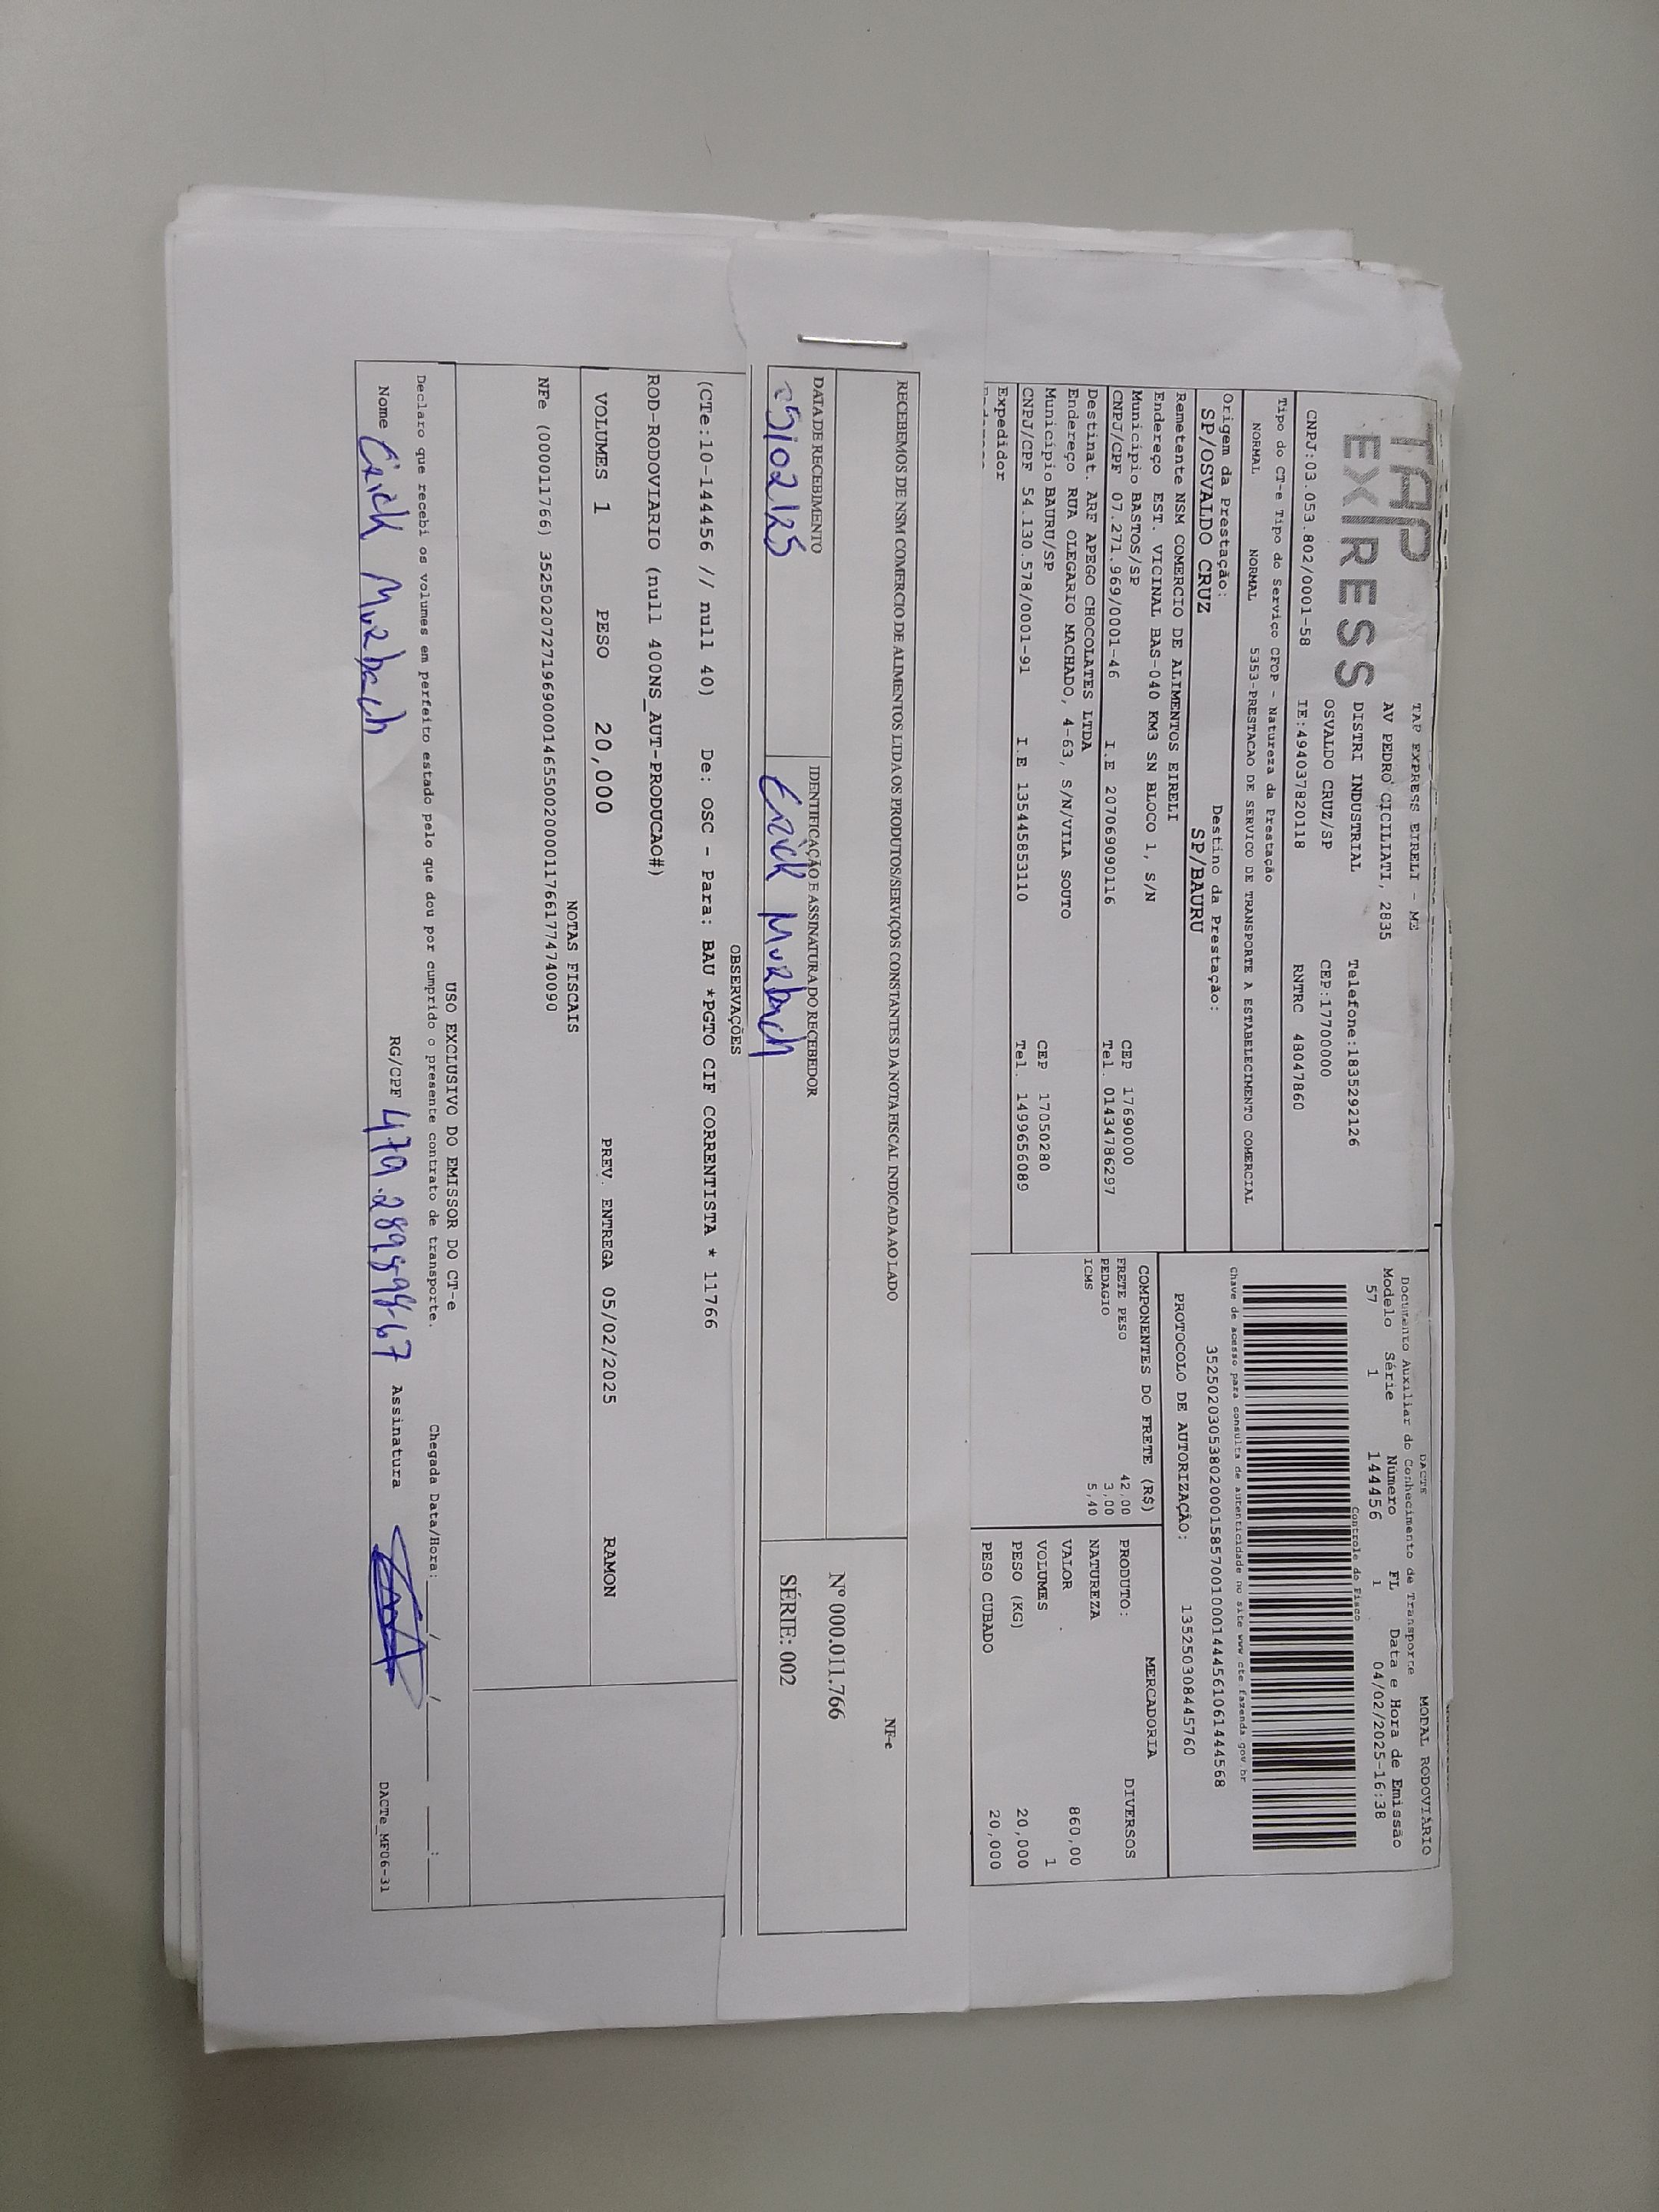 TAP
EXPRESS
TAP EXPRESS EIRELI - ME
AV PEDRO CICILIATI, 2835
DISTRI INDUSTRIAL Telefone:1835292126
OSVALDO CRUZ/SP CEP:17700000
CNPJ:03.053.802/0001-58 IE:494037820118 RNTRC 48047860
DACTE MODAL RODOVIÁRIO
Documento Auxiliar do Conhecimento de Transporte
Modelo Série Número FL Data e Hora de Emissão
57 1 144456 1 04/02/2025-16:38
Controle do Fisco
Chave de acesso para consulta de autenticidade no site www cte fazenda gov br
PROTOCOLO DE AUTORIZAÇÃO: 135250308445760
Tipo do CT-e Tipo do Serviço CFOP - Natureza da Prestação
NORMAL NORMAL 5353-PRESTACAO DE SERVICO DE TRANSPORTE A ESTABELECIMENTO COMERCIAL
Origem da Prestação: Destino da Prestação:
SP/OSVALDO CRUZ SP/BAURU
Remetente NSM COMERCIO DE ALIMENTOS EIRELI
Endereço EST. VICINAL BAS-040 KM3 SN BLOCO 1, S/N
Municipio BASTOS/SP CEP 17690000
CNPJ/CPF 07.271.969/0001-46 I.E 207069090116 Tel. 01434786297
Destinat. ARF APEGO CHOCOLATES LTDA
Endereço RUA OLEGARIO MACHADO, 4-63, S/N/VILA SOUTO
Municipio BAURU/SP CEP 17050280
CNPJ/CPF 54.130.578/0001-91 I.E 135445853110 Tel. 1499656089
Expedidor
COMPONENTES DO FRETE (R$)
FRETE PESO 42,00
PEDAGIO 3,00
ICMS 5,40
MERCADORIA
PRODUTO: DIVERSOS
NATUREZA
VALOR 860,00
VOLUMES 1
PESO (KG) 20,000
PESO CUBADO 20,000
RECEBEMOS DE NSM COMERCIO DE ALIMENTOS LTDA OS PRODUTOS/SERVIÇOS CONSTANTES DA NOTA FISCAL INDICADA AO LADO
NF-e
Nº 000.011.766
SÉRIE: 002
DATA DE RECEBIMENTO IDENTIFICAÇÃO E ASSINATURA DO RECEBEDOR
05/02/25 Erick Murbach
OBSERVAÇÕES
(CTe:10-144456 // null 40) De: OSC - Para: BAU *PGTO CIF CORRENTISTA * 11766
ROD-RODOVIARIO (null 400NS_AUT-PRODUCAO#)
VOLUMES 1 PESO 20,000 PREV. ENTREGA 05/02/2025 RAMON
NOTAS FISCAIS
NFe (000011766) 35250207271969000146550020000117661774740090
USO EXCLUSIVO DO EMISSOR DO CT-e
Declaro que recebi os volumes em perfeito estado pelo que dou por cumprido o presente contrato de transporte. Chegada Data/Hora: / / :
Nome Erick Murbach RG/CPF 479.289.898-67 Assinatura
DACTe_MF06-31